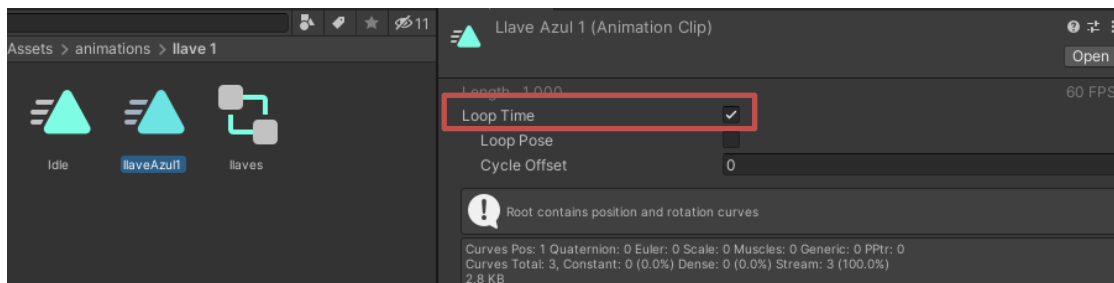 11
Assets > animations > llave 1
Idle
llaveAzul1
llaves
Llave Azul 1 (Animation Clip)
Open
Length 1.000
60 FPS
Loop Time
Loop Pose
Cycle Offset
0
Root contains position and rotation curves
Curves Pos: 1 Quaternion: 0 Euler: 0 Scale: 0 Muscles: 0 Generic: 0 PPtr: 0
Curves Total: 3, Constant: 0 (0.0%) Dense: 0 (0.0%) Stream: 3 (100.0%)
2.8 KB